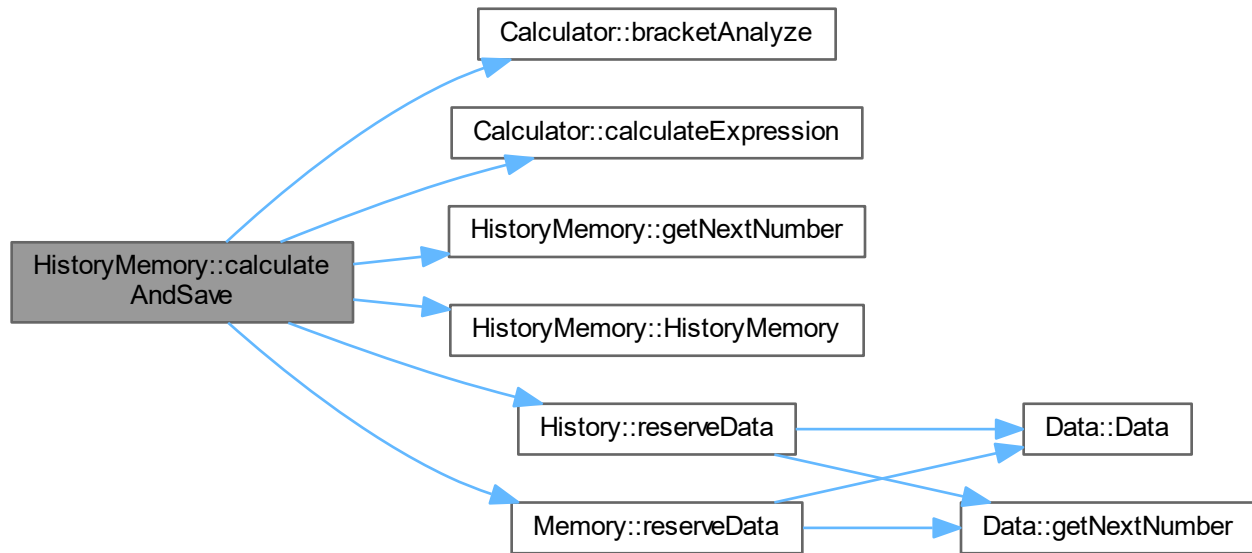 Calculator::bracketAnalyze
Calculator::calculateExpression
HistoryMemory::getNextNumber
HistoryMemory::calculate
AndSave
HistoryMemory::HistoryMemory
History::reserveData
Data::Data
Memory::reserveData
Data::getNextNumber